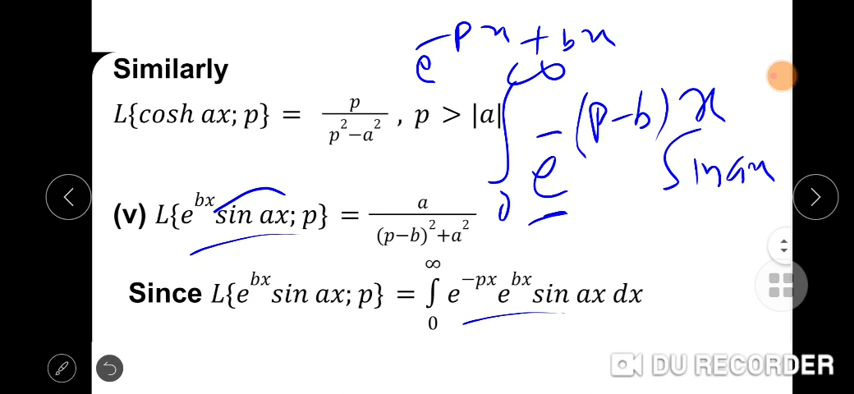 e^{-px+bx}
Similarly
L{cosh ax; p} = p/(p^2−a^2) , p > |a|
∫_0^∞ e^{-(p-b)x} sin ax
(v) L{e^{bx} sin ax; p} = a/((p−b)^2+a^2)
Since L{e^{bx} sin ax; p} = ∫_0^∞ e^{−px} e^{bx} sin ax dx
DU RECORDER